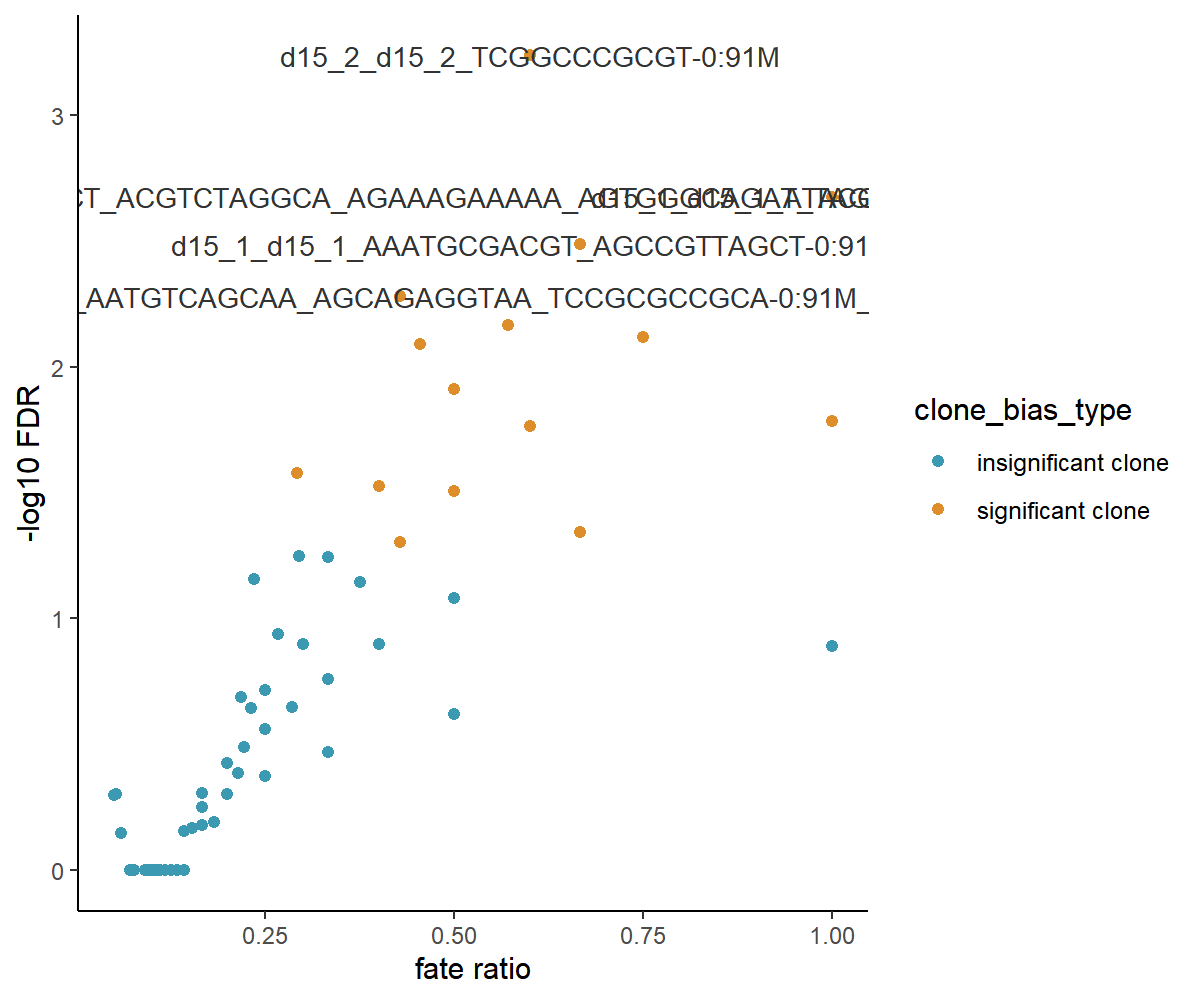 d15_2_d15_2_TCGGCCCGCGT-0:91M
3
CT_ACGTCTAGGCA_AGAAAGAAAAA_
d15_1_d15_1_AAATGCGACGT_AGCCGTTAGCT-0:91
_AATGTCAGCAA_AGCAGAGGTAA_TCCGCGCCGCA-0:91M_
2
1
0
-log10 FDR
0.25 0.50 0.75 1.00
fate ratio
clone_bias_type
insignificant clone
significant clone